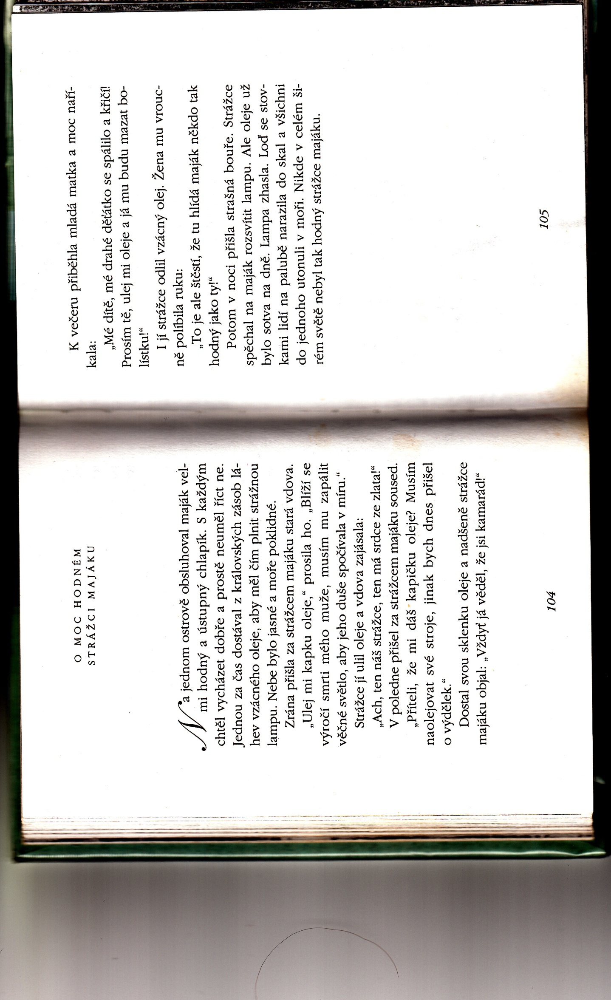 O MOC HODNÉM
STRÁŽCI MAJÁKU
Na jednom ostrově obsluhoval maják vel-
mi hodný a ústupný chlapík. S každým
chtěl vycházet dobře a prostě neuměl říct ne.
Jednou za čas dostával z královských zásob lá-
hev vzácného oleje, aby měl čím plnit strážnou
lampu. Nebe bylo jasné a moře poklidné.
Zrána přišla za strážcem majáku stará vdova.
„Ulej mi kapku oleje,“ prosila ho. „Blíží se
výročí smrti mého muže, musím mu zapálit
věčné světlo, aby jeho duše spočívala v míru.“
Strážce jí ulil oleje a vdova zajásala:
„Ach, ten náš strážce, ten má srdce ze zlata!“
V poledne přišel za strážcem majáku soused.
„Příteli, že mi dáš kapičku oleje? Musím
naolejovat své stroje, jinak bych dnes přišel
o výdělek.“
Dostal svou sklenku oleje a nadšeně strážce
majáku objal: „Vždyť já věděl, že jsi kamarád!“
104
K večeru přiběhla mladá matka a moc naří-
kala:
„Mé dítě, mé drahé děťátko se spálilo a křičí!
Prosím tě, ulej mi oleje a já mu budu mazat bo-
lístku!“
I jí strážce odlil vzácný olej. Žena mu vrouc-
ně políbila ruku:
„To je ale štěstí, že tu hlídá maják někdo tak
hodný jako ty!“
Potom v noci přišla strašná bouře. Strážce
spěchal na maják rozsvítit lampu. Ale oleje už
bylo sotva na dně. Lampa zhasla. Loď se stov-
kami lidí na palubě narazila do skal a všichni
do jednoho utonuli v moři. Nikde v celém ši-
rém světě nebyl tak hodný strážce majáku.
105